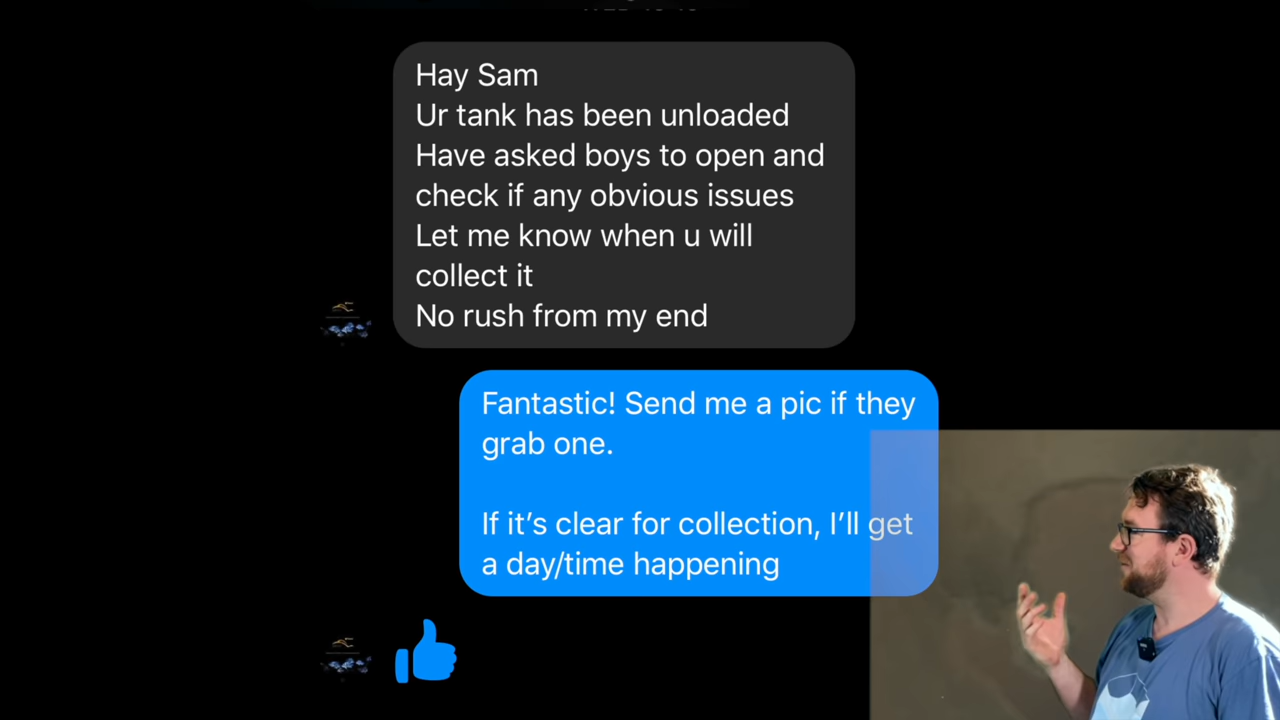 Hay Sam
Ur tank has been unloaded
Have asked boys to open and
check if any obvious issues
Let me know when u will
collect it
No rush from my end
Fantastic! Send me a pic if they
grab one.
If it’s clear for collection, I’ll get
a day/time happening